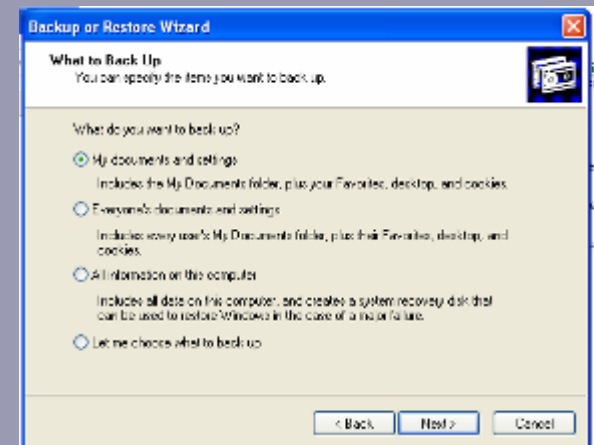 Backup or Restore Wizard
What to Back Up
You can specify the items you want to back up.
What do you want to back up?
My documents and settings
Includes the My Documents folder, plus your Favorites, desktop, and cookies.
Everyone's documents and settings
Includes every user's My Documents folder, plus their Favorites, desktop, and
cookies.
All information on this computer
Includes all data on this computer, and creates a system recovery disk that
can be used to restore Windows in the case of a major failure.
Let me choose what to back up
< Back
Next >
Cancel